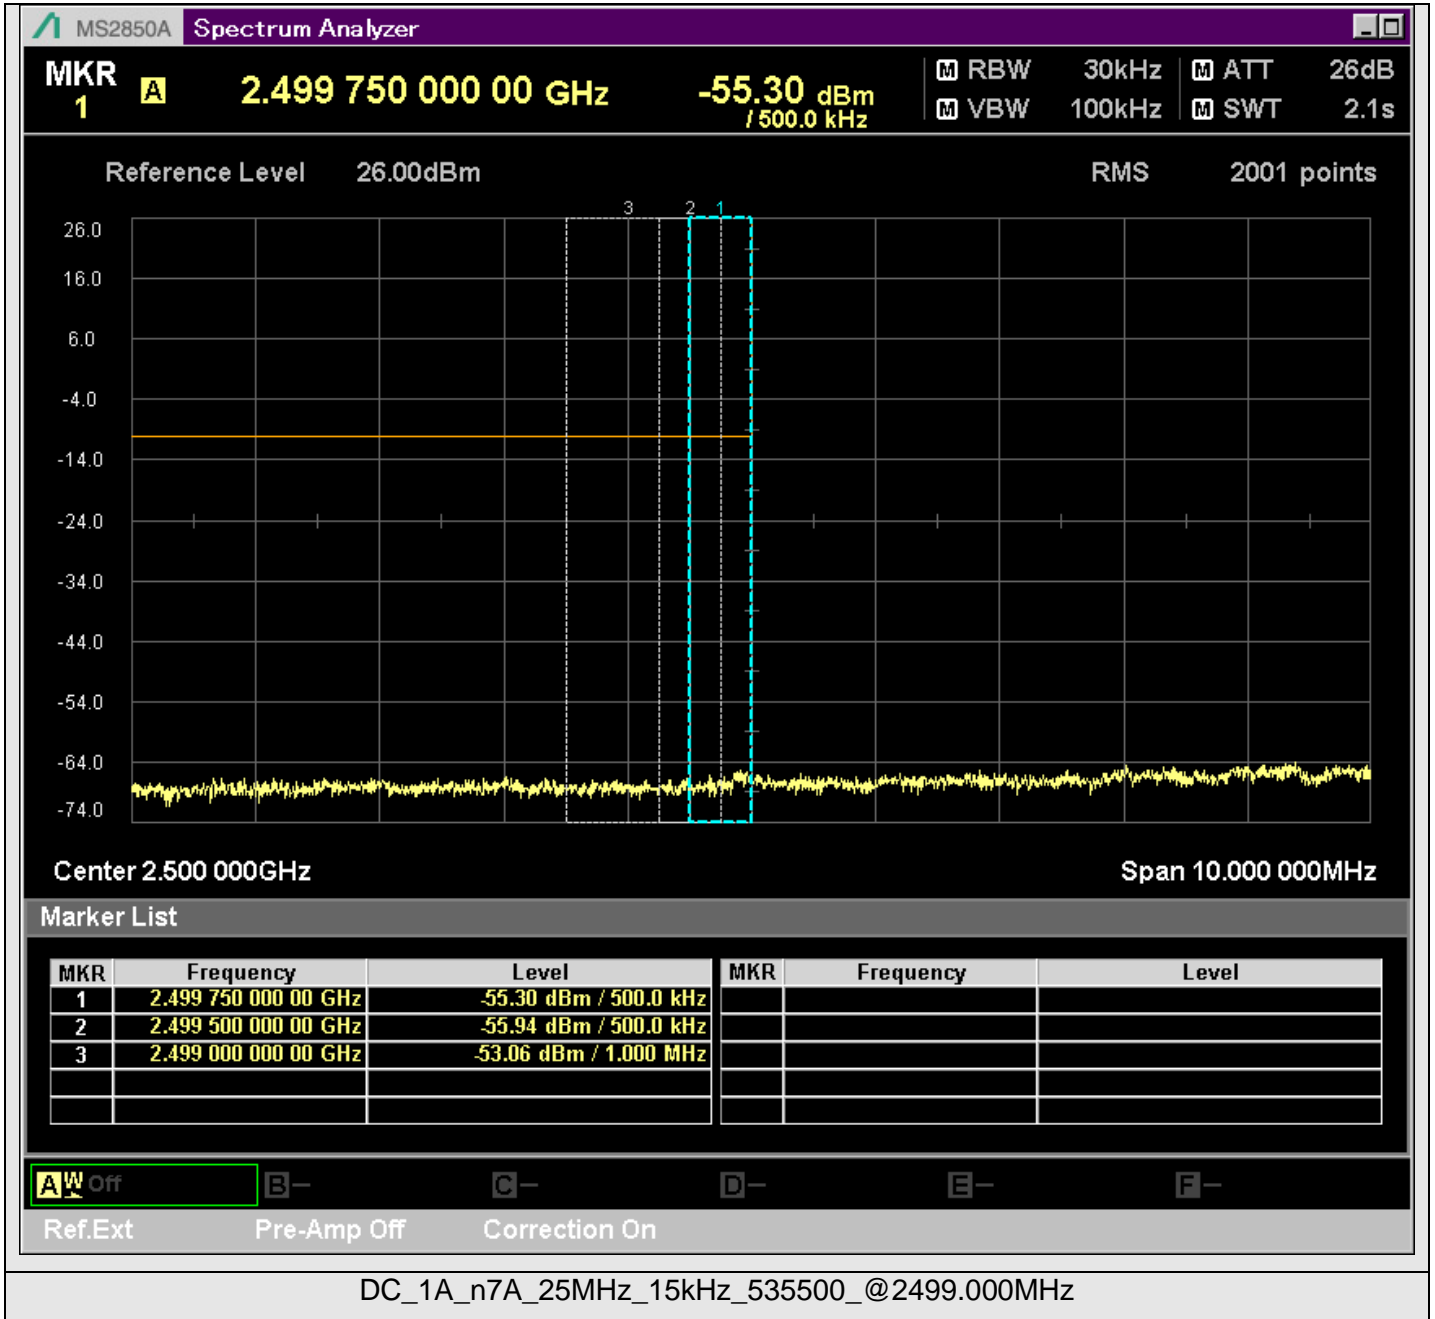 MS2850A Spectrum Analyzer
MKR 1 A 2.499 750 000 00 GHz -55.30 dBm / 500.0 kHz
M RBW 30kHz M ATT 26dB
M VBW 100kHz M SWT 2.1s
Reference Level 26.00dBm RMS 2001 points
3 2 1
26.0
16.0
6.0
-4.0
-14.0
-24.0
-34.0
-44.0
-54.0
-64.0
-74.0
Center 2.500 000GHz Span 10.000 000MHz
Marker List
MKR Frequency Level MKR Frequency Level
1 2.499 750 000 00 GHz -55.30 dBm / 500.0 kHz
2 2.499 500 000 00 GHz -55.94 dBm / 500.0 kHz
3 2.499 000 000 00 GHz -53.06 dBm / 1.000 MHz
A W Off B – C – D – E – F –
Ref.Ext Pre-Amp Off Correction On
DC_1A_n7A_25MHz_15kHz_535500_@2499.000MHz